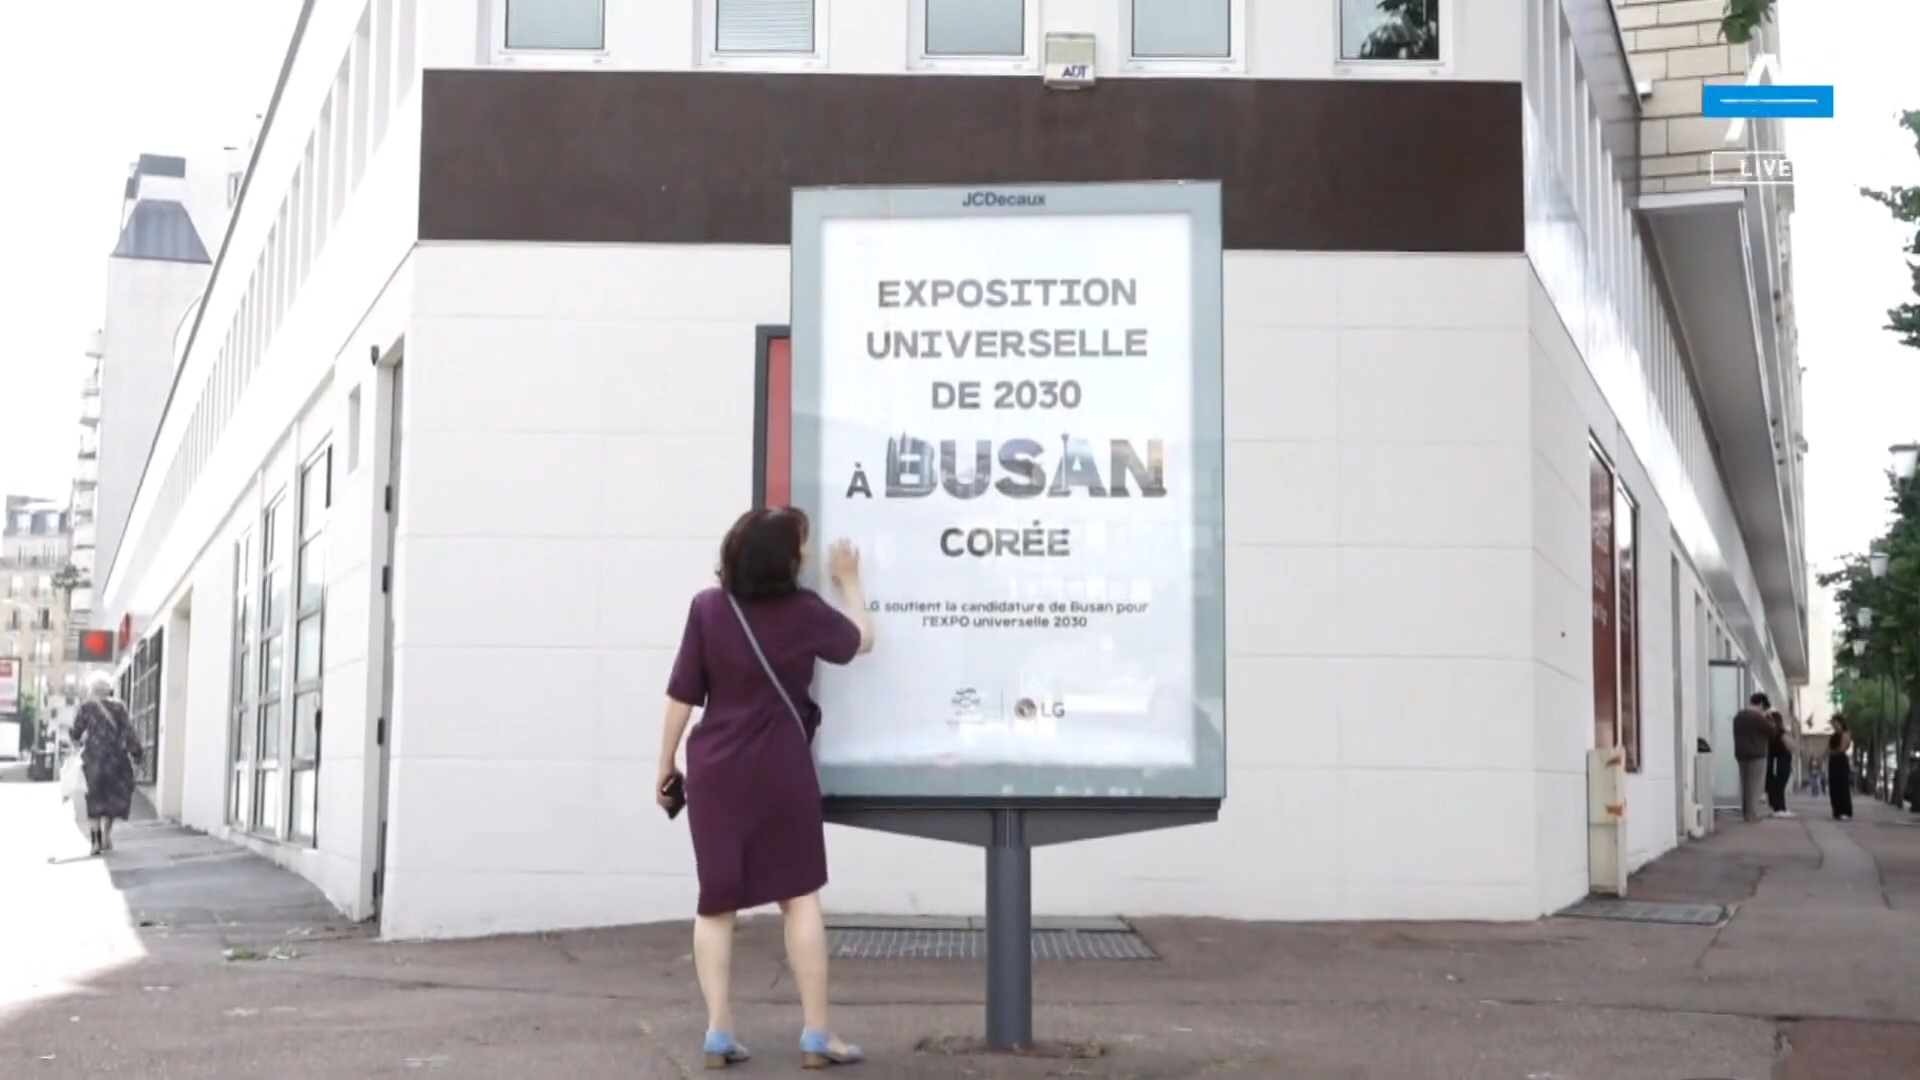 ADT
LIVE
JCDecaux
EXPOSITION
UNIVERSELLE
DE 2030
À BUSAN
CORÉE
LG soutient la candidature de Busan pour
l'EXPO universelle 2030
LG